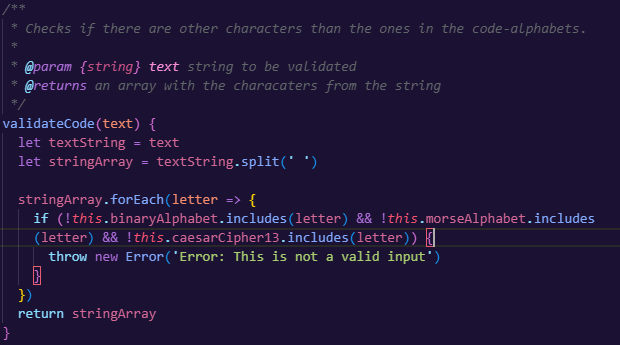 /**
 * Checks if there are other characters than the ones in the code-alphabets.
 *
 * @param {string} text string to be validated
 * @returns an array with the characaters from the string
 */
validateCode(text) {
  let textString = text
  let stringArray = textString.split(' ')

  stringArray.forEach(letter => {
    if (!this.binaryAlphabet.includes(letter) && !this.morseAlphabet.includes
    (letter) && !this.caesarCipher13.includes(letter)) {
      throw new Error('Error: This is not a valid input')
    }
  })
  return stringArray
}